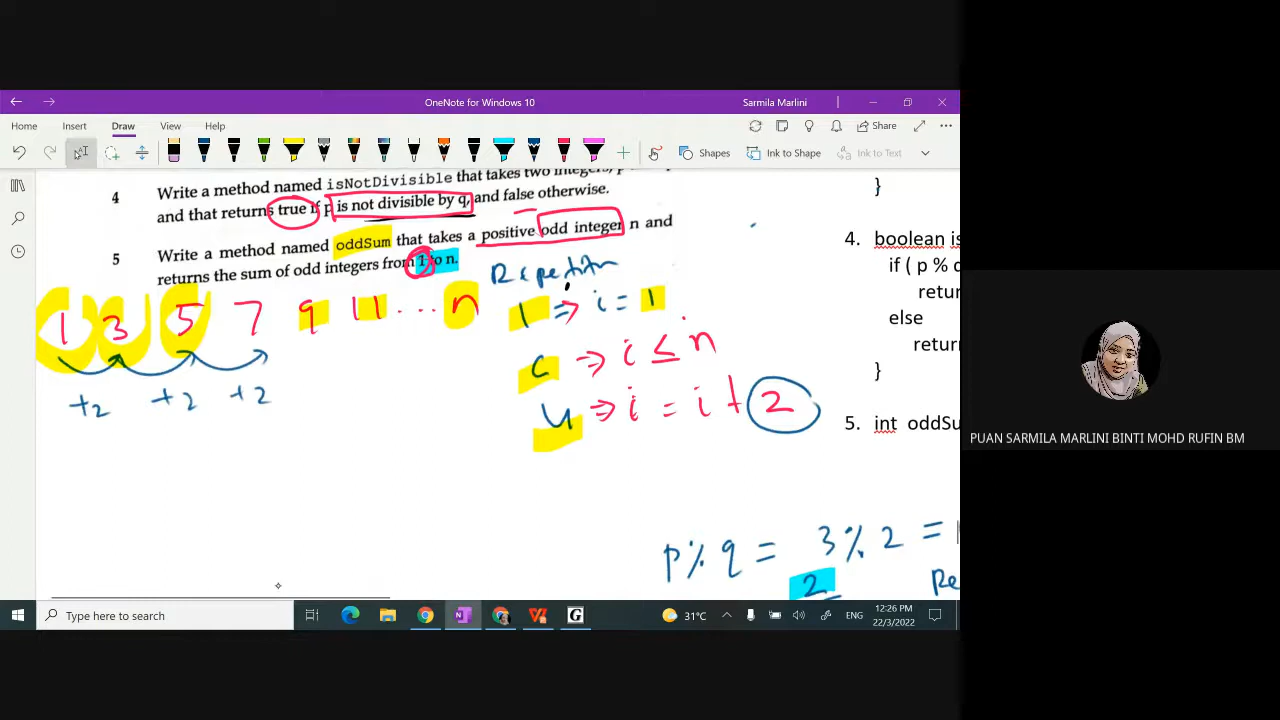 OneNote for Windows 10
Sarmila Marlini
Home Insert Draw View Help
Share
Shapes
Ink to Shape
Ink to Text
4 Write a method named isNotDivisible that takes two integers,
and that returns true if p is not divisible by q, and false otherwise.
5 Write a method named oddSum that takes a positive odd integer n and
returns the sum of odd integers from 1 to n.
Repetition
1 3 5 7 9 11 ... n
+2 +2 +2
I => i = 1
C => i ≤ n
U => i = i + 2
p % q = 3 % 2 =
2
Re
}
4. boolean is
if ( p % q
retur
else
return
}
5. int oddSu
PUAN SARMILA MARLINI BINTI MOHD RUFIN BM
Type here to search
31°C
ENG
12:26 PM
22/3/2022